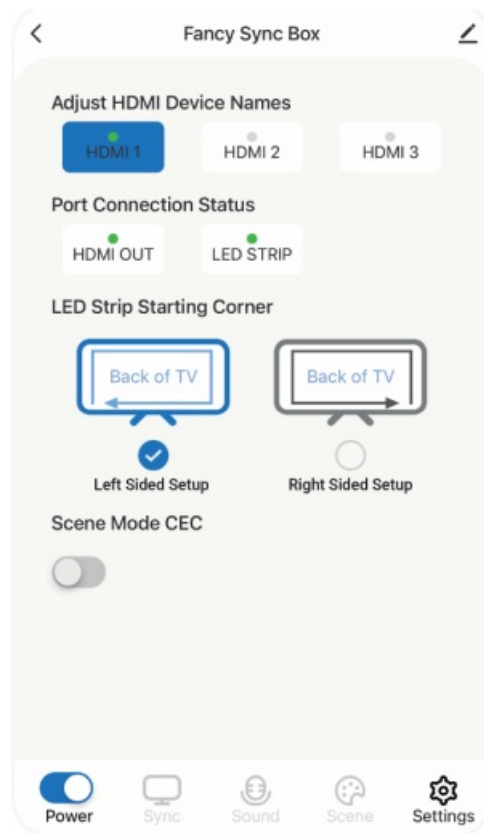 Fancy Sync Box
Adjust HDMI Device Names
HDMI 1 HDMI 2 HDMI 3
Port Connection Status
HDMI OUT LED STRIP
LED Strip Starting Corner
Back of TV Back of TV
Left Sided Setup Right Sided Setup
Scene Mode CEC
Power Sync Sound Scene Settings